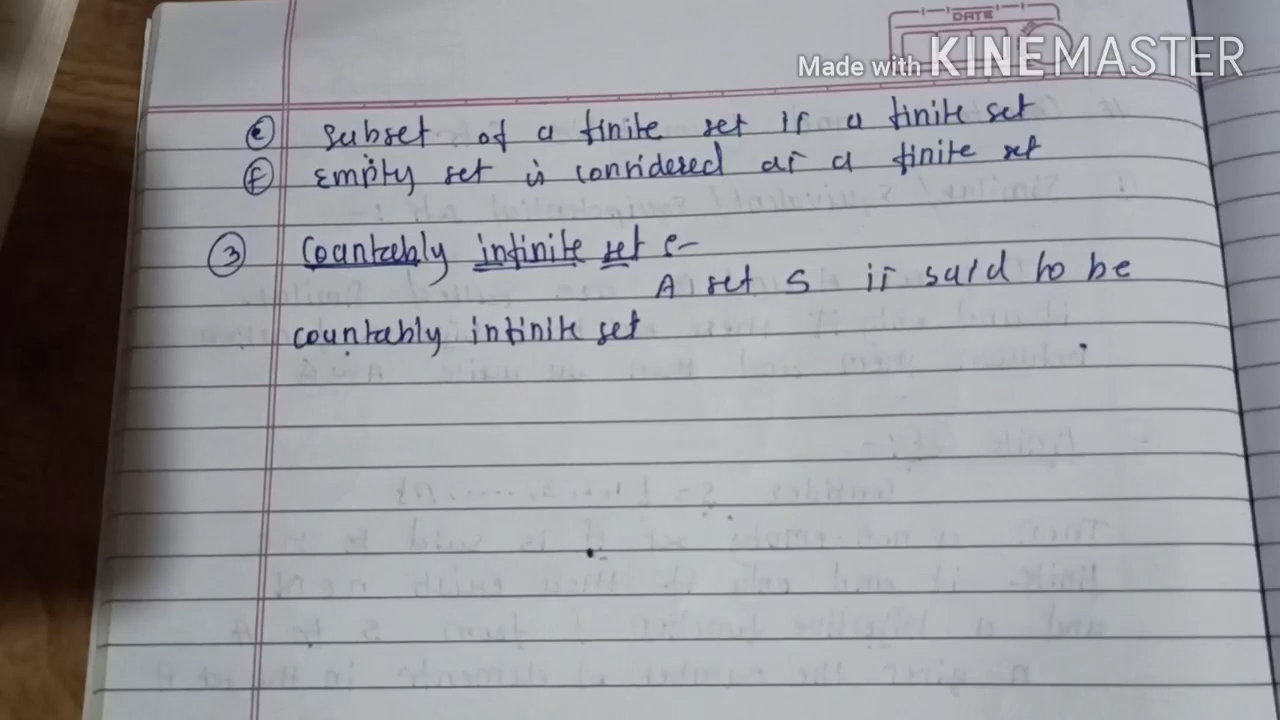 DATE
Made with KINEMASTER
(e) subset of a finite set is a finite set
(f) Empty set is considered as a finite set
(3) Countably infinite set :-
A set S is said to be
countably infinite set